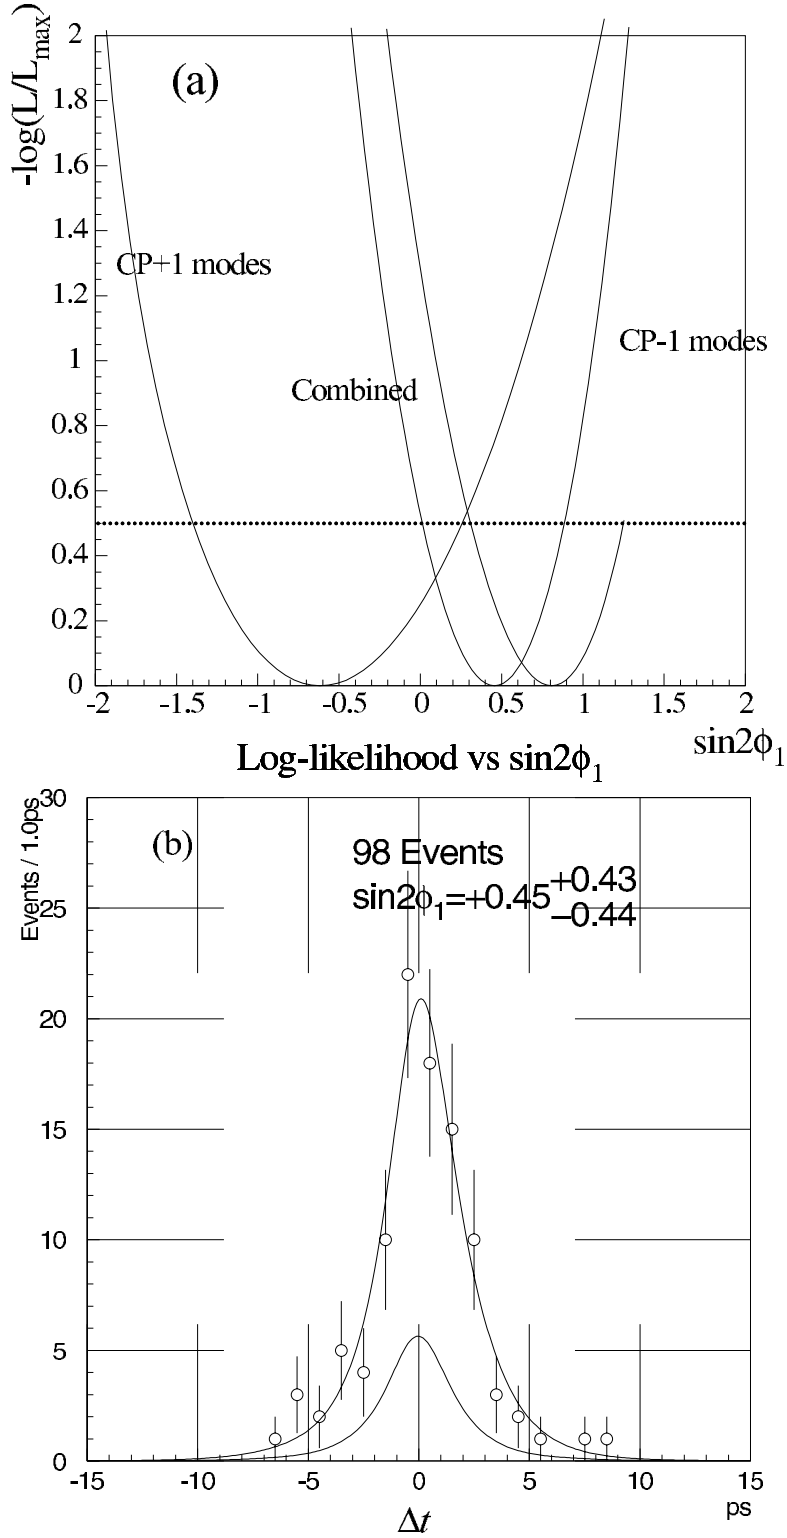 -log(L/Lmax)
(a)
2
1.8
1.6
1.4
1.2
1
0.8
0.6
0.4
0.2
0
CP+1 modes
CP-1 modes
Combined
-2 -1.5 -1 -0.5 0 0.5 1 1.5 2
sin2ϕ1
Log-likelihood vs sin2ϕ1
Events / 1.0ps
(b)
98 Events
sin2ϕ1=+0.45+0.43
−0.44
30
25
20
15
10
5
0
-15 -10 -5 0 5 10 15
ps
Δt